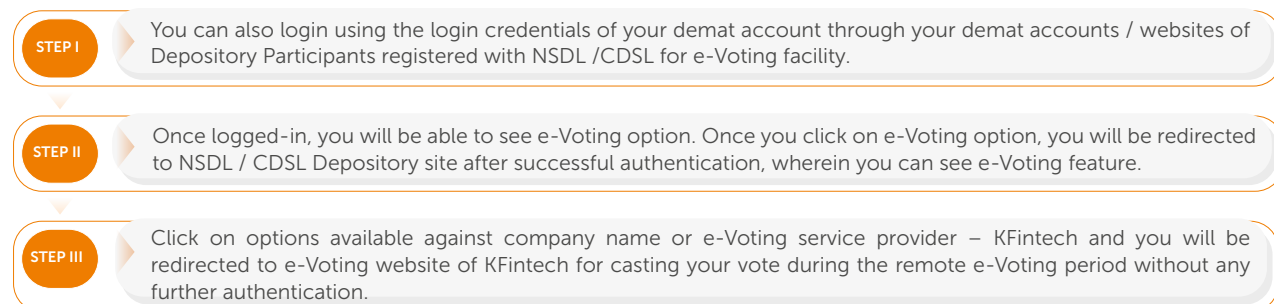 STEP I
You can also login using the login credentials of your demat account through your demat accounts / websites of
Depository Participants registered with NSDL /CDSL for e-Voting facility.
STEP II
Once logged-in, you will be able to see e-Voting option. Once you click on e-Voting option, you will be redirected
to NSDL / CDSL Depository site after successful authentication, wherein you can see e-Voting feature.
STEP III
Click on options available against company name or e-Voting service provider – KFintech and you will be
redirected to e-Voting website of KFintech for casting your vote during the remote e-Voting period without any
further authentication.